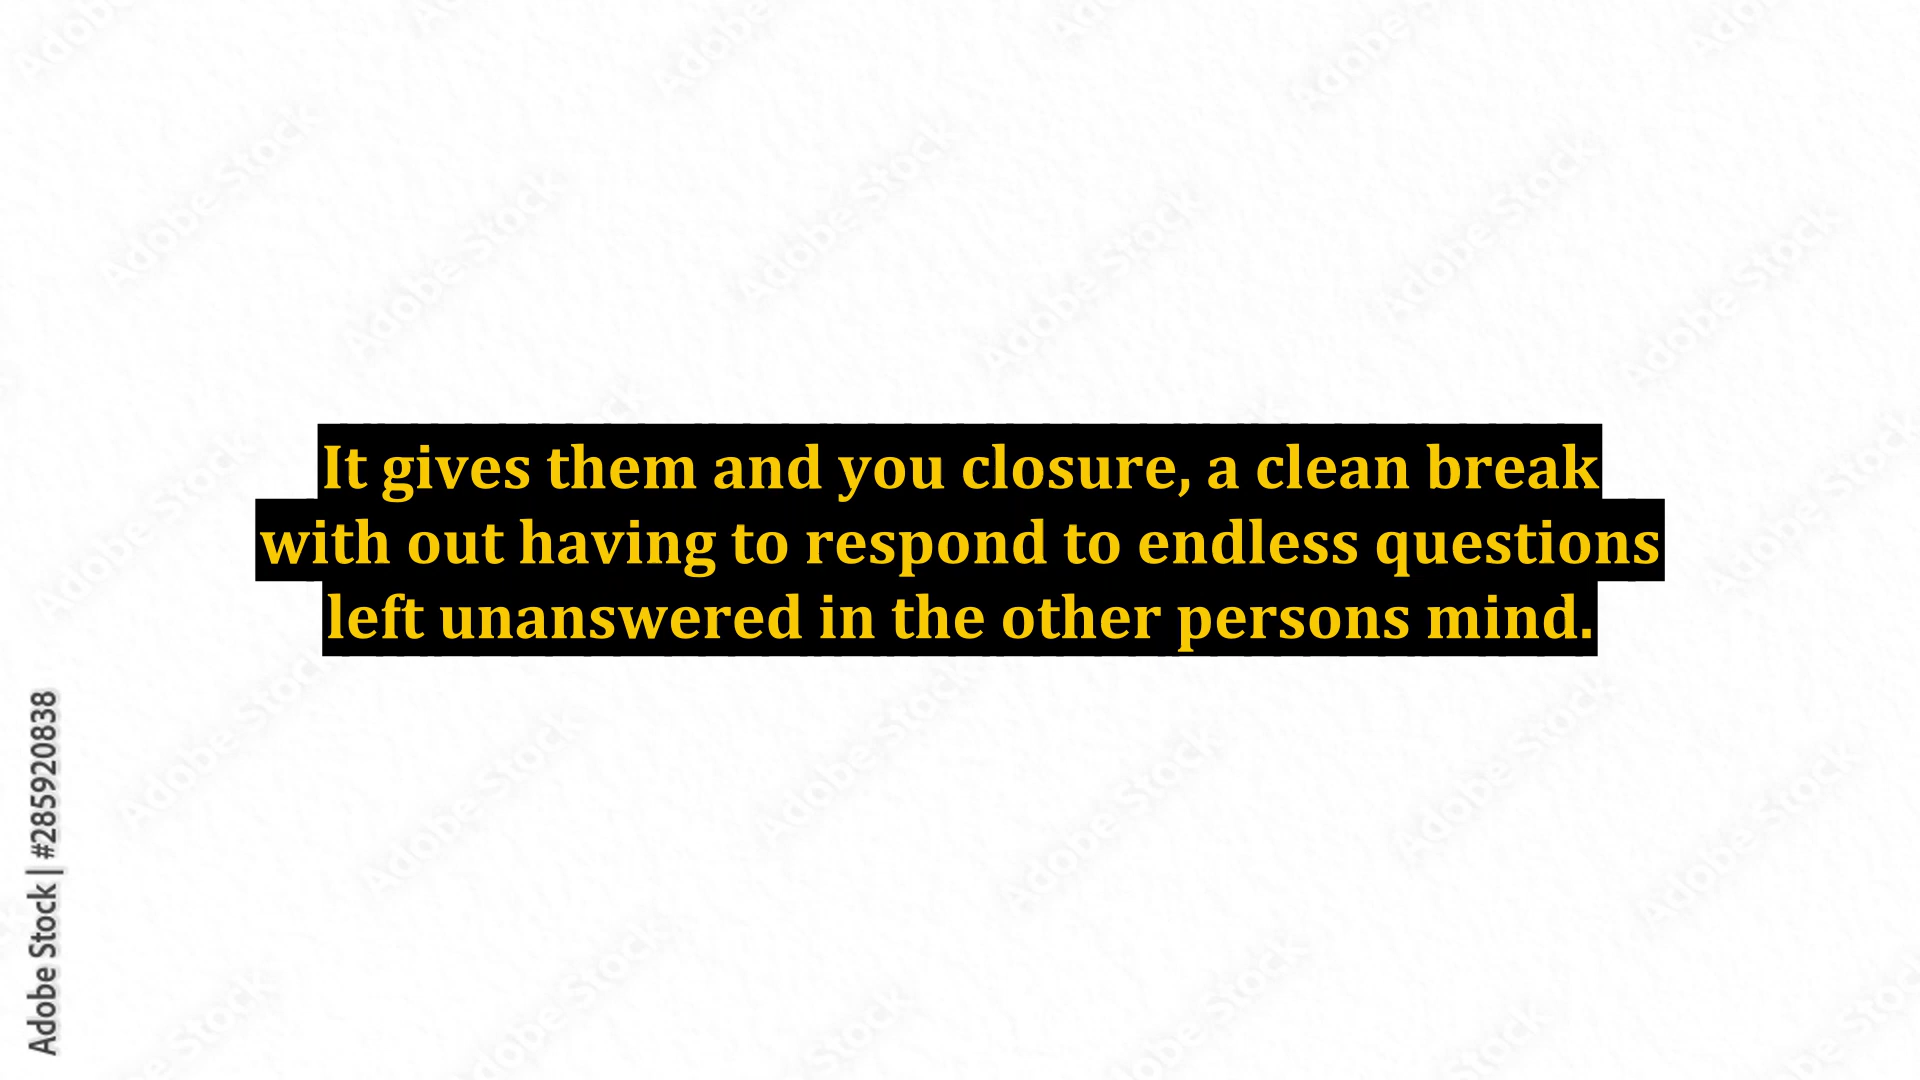 It gives them and you closure, a clean break
with out having to respond to endless questions
left unanswered in the other persons mind.
Adobe Stock | #285920838